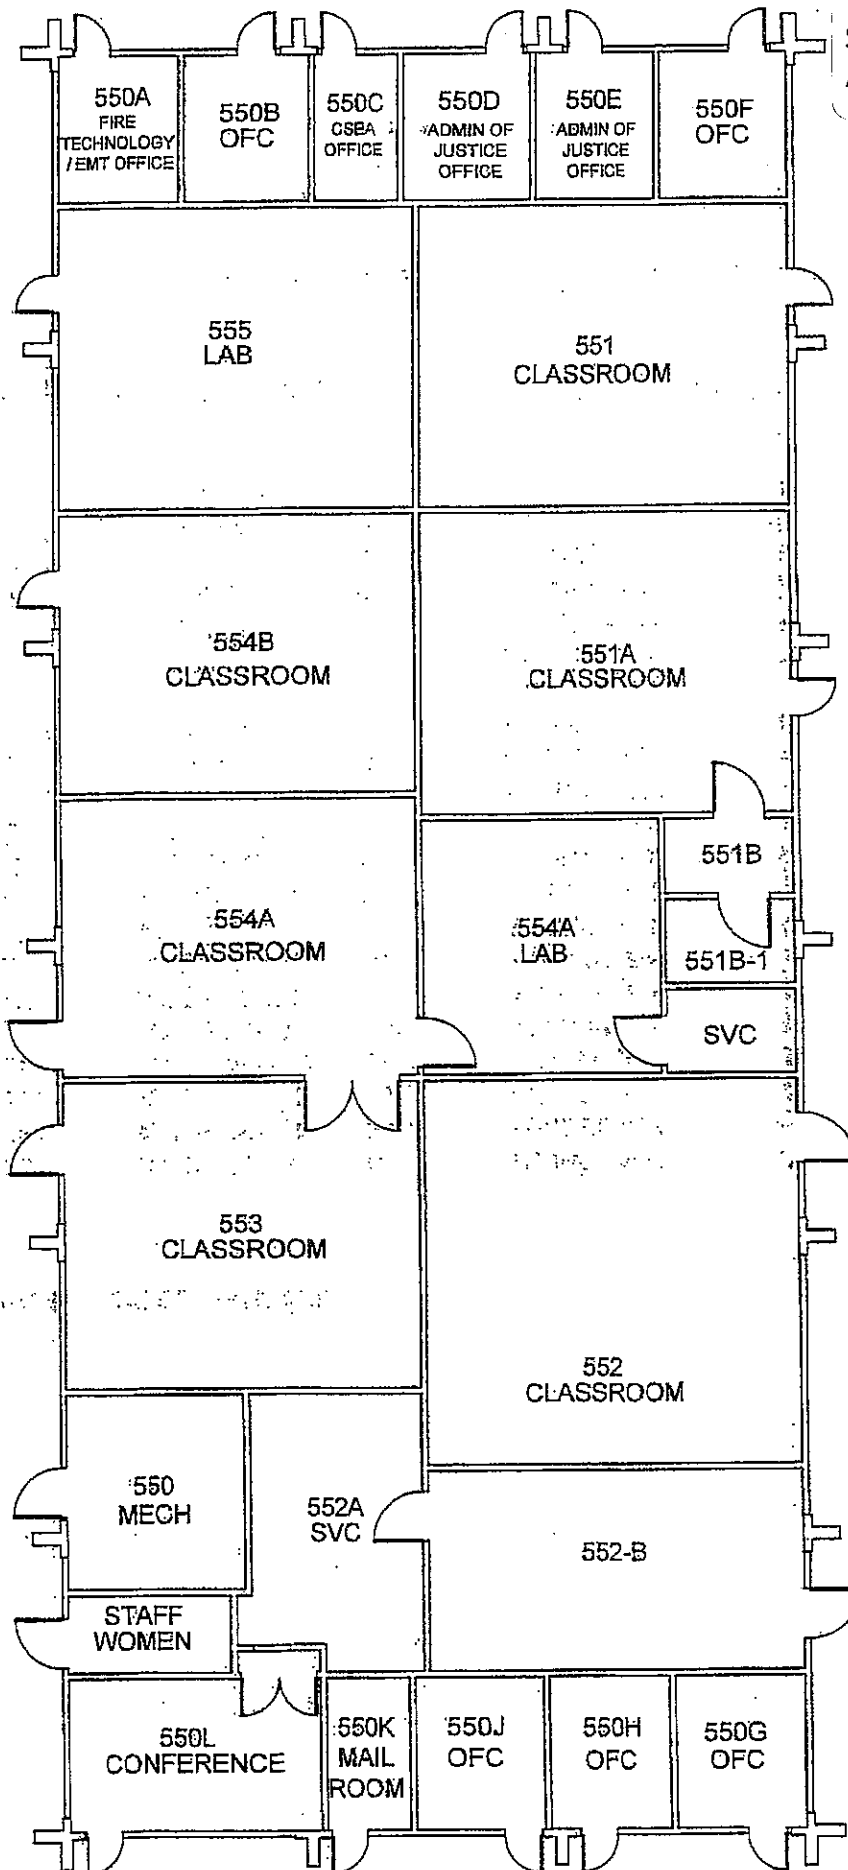 550A
FIRE
TECHNOLOGY
/ EMT OFFICE
550B
OFC
550C
CSEA
OFFICE
550D
ADMIN OF
JUSTICE
OFFICE
550E
ADMIN OF
JUSTICE
OFFICE
550F
OFC
555
LAB
551
CLASSROOM
554B
CLASSROOM
551A
CLASSROOM
551B
554A
CLASSROOM
554A
LAB
551B-1
SVC
553
CLASSROOM
552
CLASSROOM
550
MECH
552A
SVC
552-B
STAFF
WOMEN
550L
CONFERENCE
550K
MAIL
ROOM
550J
OFC
550H
OFC
550G
OFC